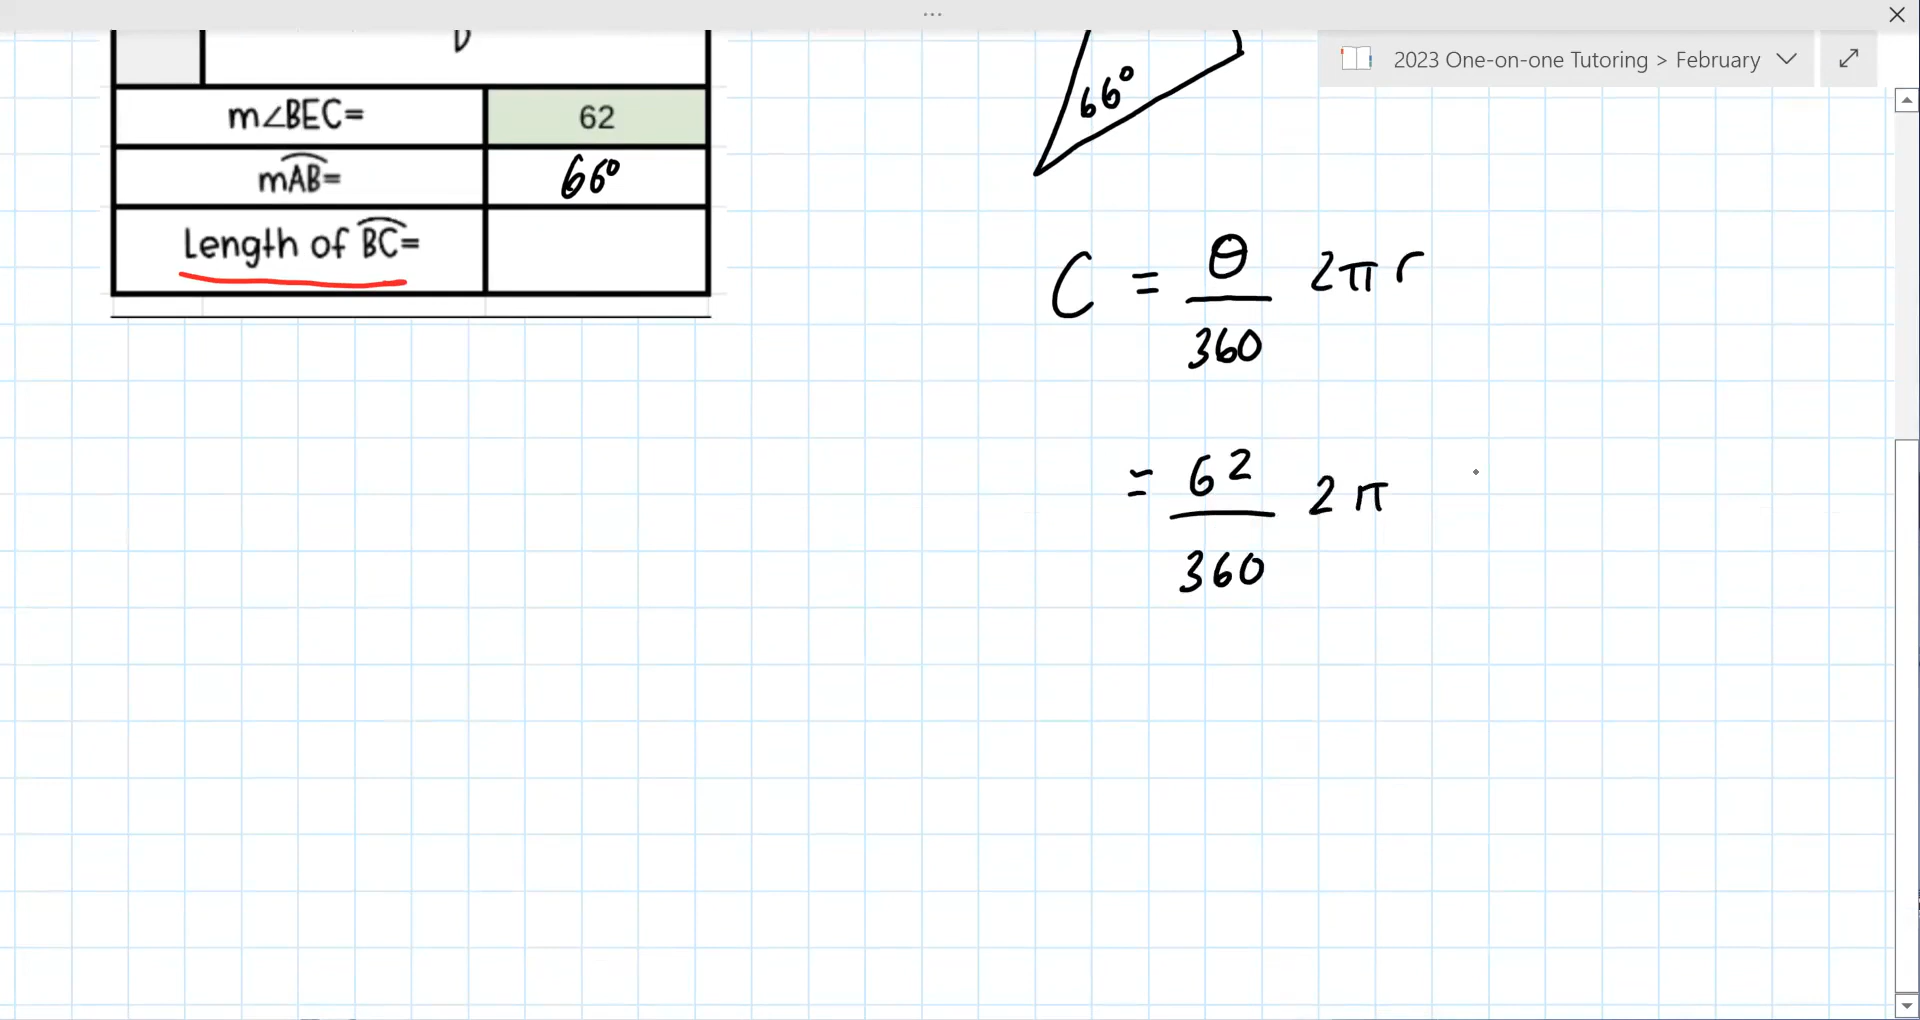 ...
2023 One-on-one Tutoring > February
D
m∠BEC=
62
mAB=
66°
Length of BC=
66°
C = θ/360 2πr
= 62/360 2π